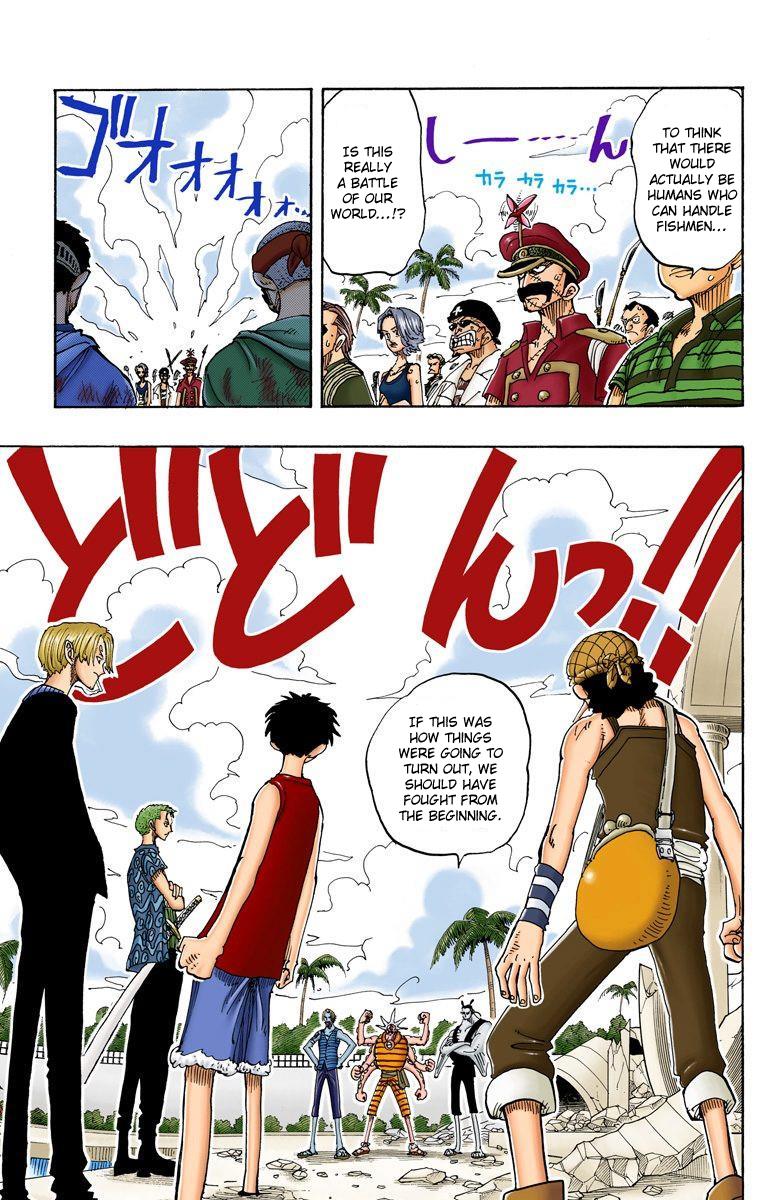 TO THINK
THAT THERE
WOULD
ACTUALLY BE
HUMANS WHO
CAN HANDLE
FISHMEN...
しーん
カラ カラ カラ...
IS THIS
REALLY
A BATTLE
OF OUR
WORLD...!?
ゴオオオオォ...
どどんっ!!
IF THIS WAS
HOW THINGS
WERE GOING TO
TURN OUT, WE
SHOULD HAVE
FOUGHT FROM
THE BEGINNING.